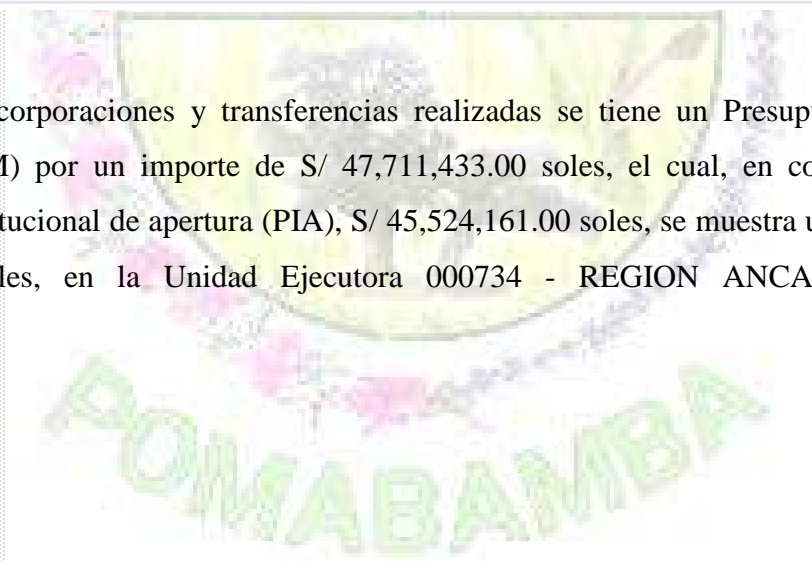 corporaciones y transferencias realizadas se tiene un Presup
M) por un importe de S/ 47,711,433.00 soles, el cual, en co
itucional de apertura (PIA), S/ 45,524,161.00 soles, se muestra u
les, en la Unidad Ejecutora 000734 - REGION ANCA
POMABAMBA